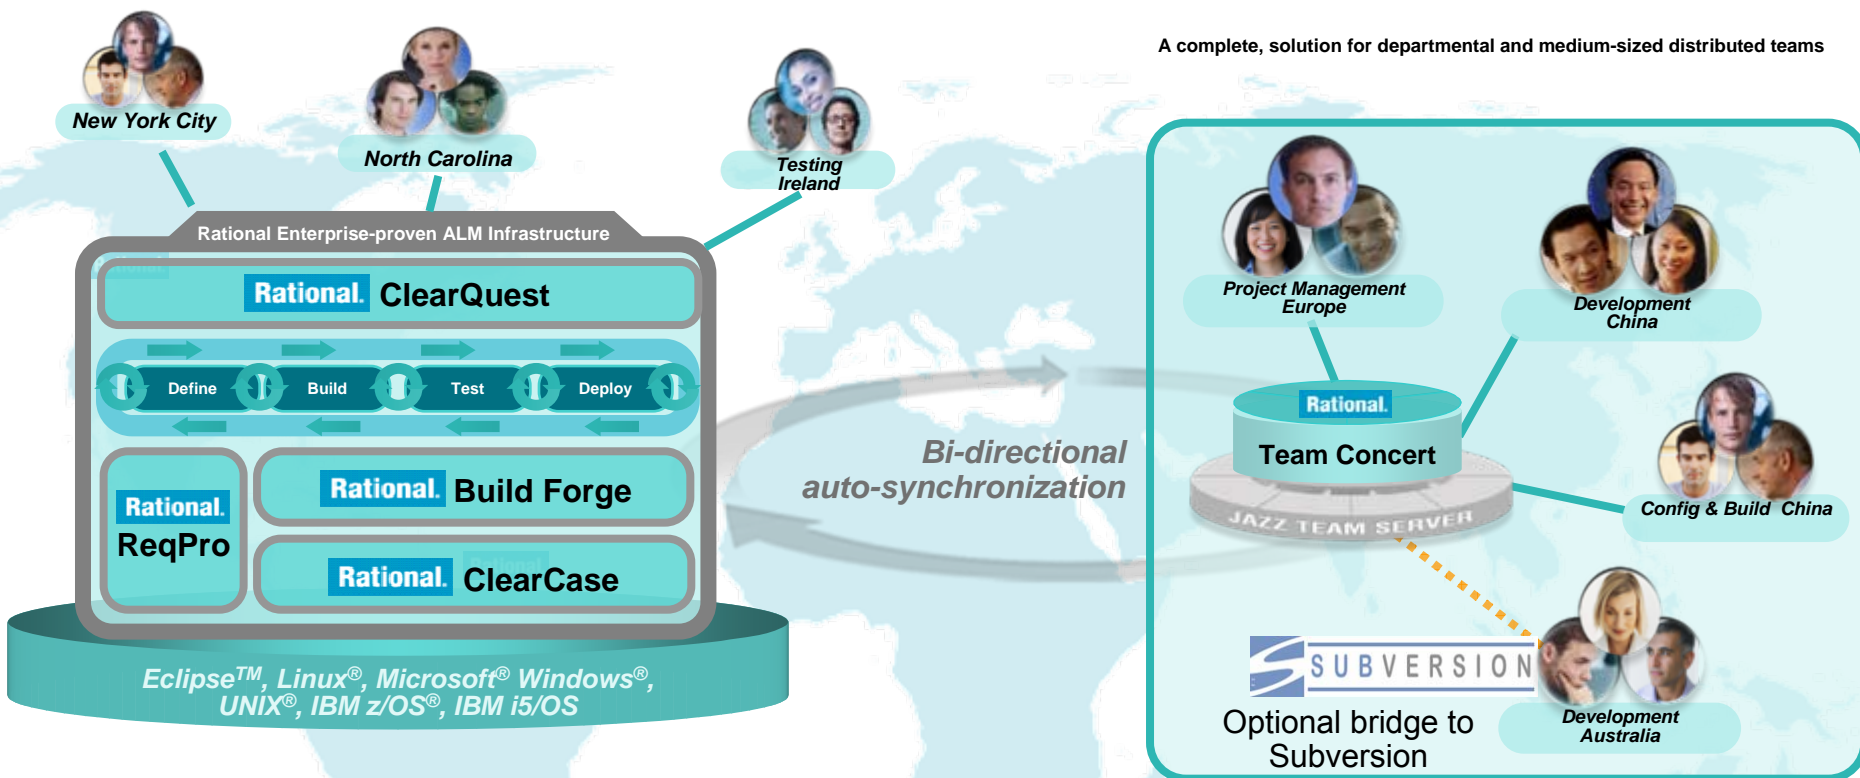 A complete, solution for departmental and medium-sized distributed teams
New York City
North Carolina
Testing
Ireland
Rational Enterprise-proven ALM Infrastructure
Rational. ClearQuest
Define
Build
Test
Deploy
Rational.
ReqPro
Rational. Build Forge
Rational. ClearCase
Eclipse™, Linux®, Microsoft® Windows®,
UNIX®, IBM z/OS®, IBM i5/OS
Bi-directional
auto-synchronization
Project Management
Europe
Development
China
Rational.
Team Concert
JAZZ TEAM SERVER
Config & Build China
SUBVERSION
Optional bridge to
Subversion
Development
Australia